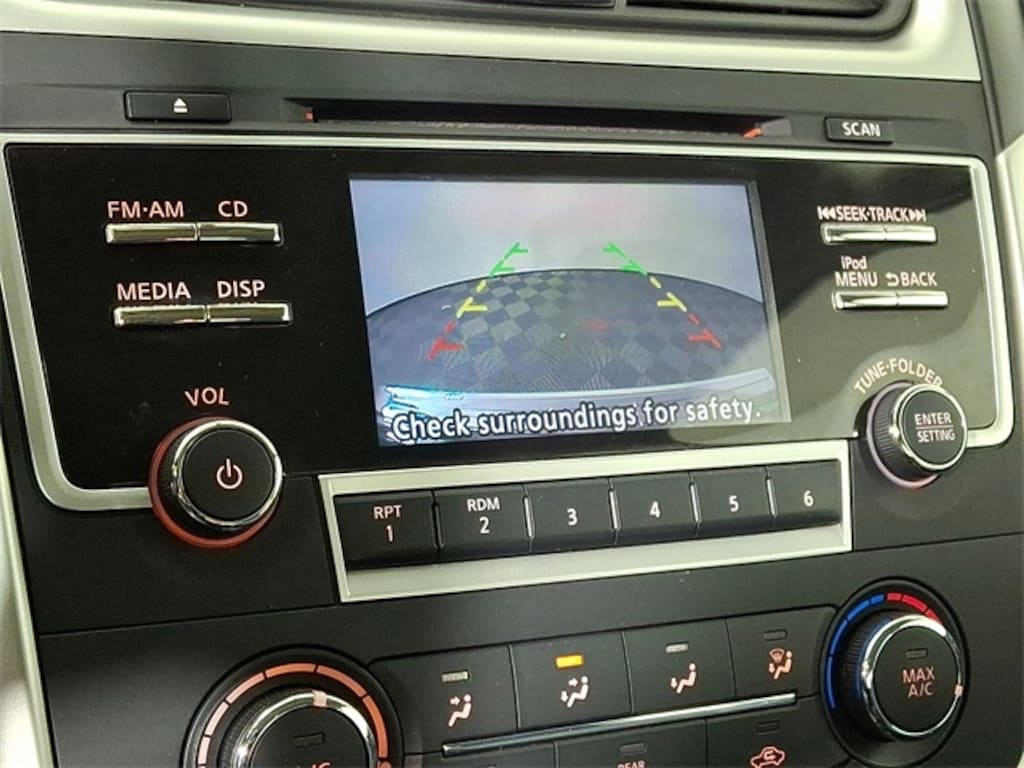 SCAN
FM·AM CD
SEEK·TRACK
iPod
MENU BACK
MEDIA DISP
VOL
TUNE·FOLDER
ENTER
SETTING
Check surroundings for safety.
RPT
1
RDM
2
3
4
5
6
MAX
A/C
A/C
REAR